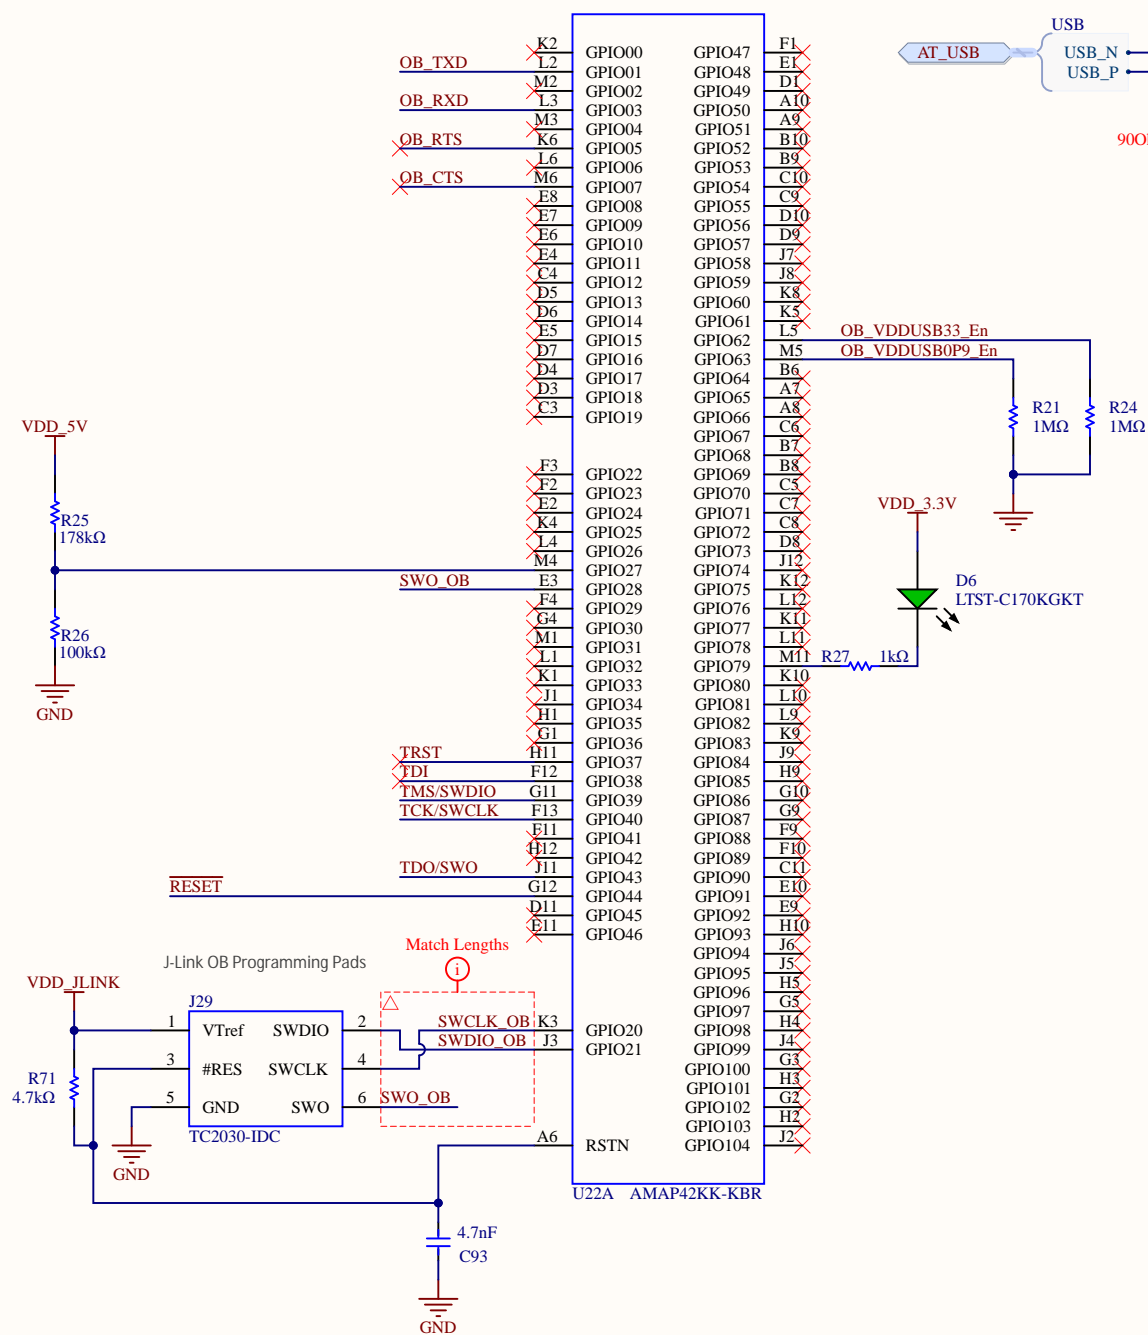 USB
AT_USB
USB_N
USB_P
K2 GPIO00 GPIO47 F1
OB_TXD L2 GPIO01 GPIO48 E1
M2 GPIO02 GPIO49 D1
OB_RXD L3 GPIO03 GPIO50 A10
M3 GPIO04 GPIO51 A9
OB_RTS K6 GPIO05 GPIO52 B10
L6 GPIO06 GPIO53 B9
OB_CTS M6 GPIO07 GPIO54 C10
E8 GPIO08 GPIO55 C9
E7 GPIO09 GPIO56 D10
E6 GPIO10 GPIO57 D9
E4 GPIO11 GPIO58 J7
C4 GPIO12 GPIO59 J8
D5 GPIO13 GPIO60 K8
D6 GPIO14 GPIO61 K5
E5 GPIO15 GPIO62 L5 OB_VDDUSB33_En
D7 GPIO16 GPIO63 M5 OB_VDDUSB0P9_En
D4 GPIO17 GPIO64 B6
D3 GPIO18 GPIO65 A7
C3 GPIO19 GPIO66 A8
GPIO67 C6
GPIO68 B7
F3 GPIO22 GPIO69 B8
F2 GPIO23 GPIO70 C5
E2 GPIO24 GPIO71 C7
K4 GPIO25 GPIO72 C8
L4 GPIO26 GPIO73 D8
M4 GPIO27 GPIO74 J12
SWO_OB E3 GPIO28 GPIO75 K12
F4 GPIO29 GPIO76 L12
G4 GPIO30 GPIO77 K11
M1 GPIO31 GPIO78 L11
L1 GPIO32 GPIO79 M11 R27 1kΩ
K1 GPIO33 GPIO80 K10
J1 GPIO34 GPIO81 L10
H1 GPIO35 GPIO82 L9
G1 GPIO36 GPIO83 K9
TRST H11 GPIO37 GPIO84 J9
TDI F12 GPIO38 GPIO85 H9
TMS/SWDIO G11 GPIO39 GPIO86 G10
TCK/SWCLK F13 GPIO40 GPIO87 G9
F11 GPIO41 GPIO88 F9
H12 GPIO42 GPIO89 F10
TDO/SWO J11 GPIO43 GPIO90 C11
RESET G12 GPIO44 GPIO91 E10
D11 GPIO45 GPIO92 E9
E11 GPIO46 GPIO93 H10
GPIO94 J6
GPIO95 J5
GPIO96 H5
GPIO97 G5
SWCLK_OB K3 GPIO20 GPIO98 H4
SWDIO_OB J3 GPIO21 GPIO99 J4
GPIO100 G3
GPIO101 H3
GPIO102 G2
GPIO103 H2
A6 RSTN GPIO104 J2
U22A AMAP42KK-KBR
R21
1MΩ
R24
1MΩ
VDD_3.3V
D6
LTST-C170KGKT
VDD_5V
R25
178kΩ
R26
100kΩ
GND
Match Lengths
i
J-Link OB Programming Pads
VDD_JLINK
J29
1 VTref SWDIO 2
3 #RES SWCLK 4
5 GND SWO 6 SWO_OB
TC2030-IDC
R71
4.7kΩ
GND
4.7nF
C93
GND